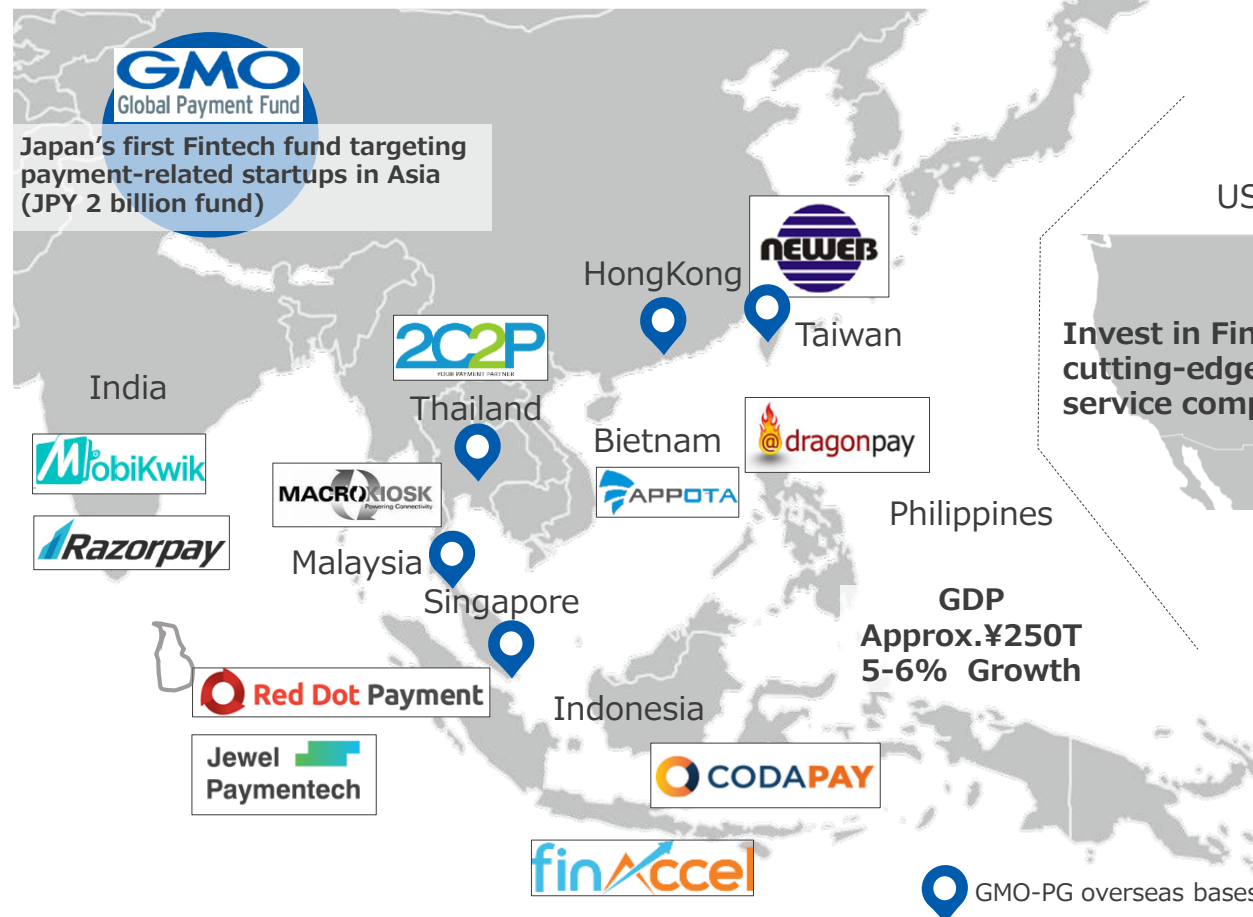 GMO
Global Payment Fund
Japan’s first Fintech fund targeting
payment-related startups in Asia
(JPY 2 billion fund)
US
NEWEB
HongKong
Taiwan
2C2P
YOUR PAYMENT PARTNER
Invest in Fin
cutting-edge
service comp
India
Thailand
Bietnam
@dragonpay
MobiKwik
MACROKIOSK
Powering Connectivity
APPOTA
Philippines
Razorpay
Malaysia
Singapore
GDP
Approx.¥250T
5-6% Growth
Red Dot Payment
Indonesia
Jewel
Paymentech
CODAPAY
finAccel
GMO-PG overseas bases